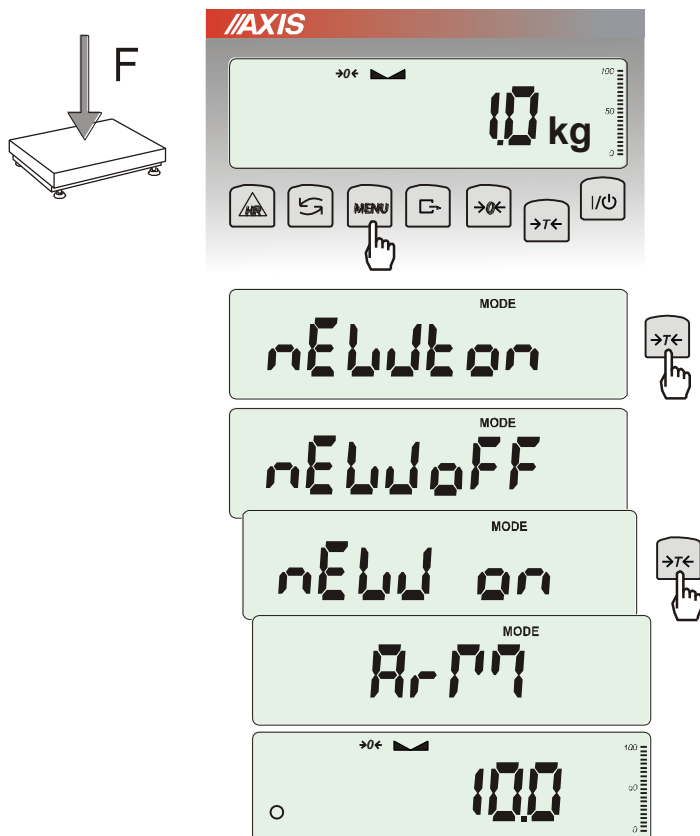 F
//AXIS
→0←
100
50
0
1.0 kg
HR
MENU
→0←
→T←
I/⏻
MODE
nEWton
→T←
MODE
nEWoFF
MODE
nEW on
→T←
MODE
ArM
→0←
100
50
0
10.0